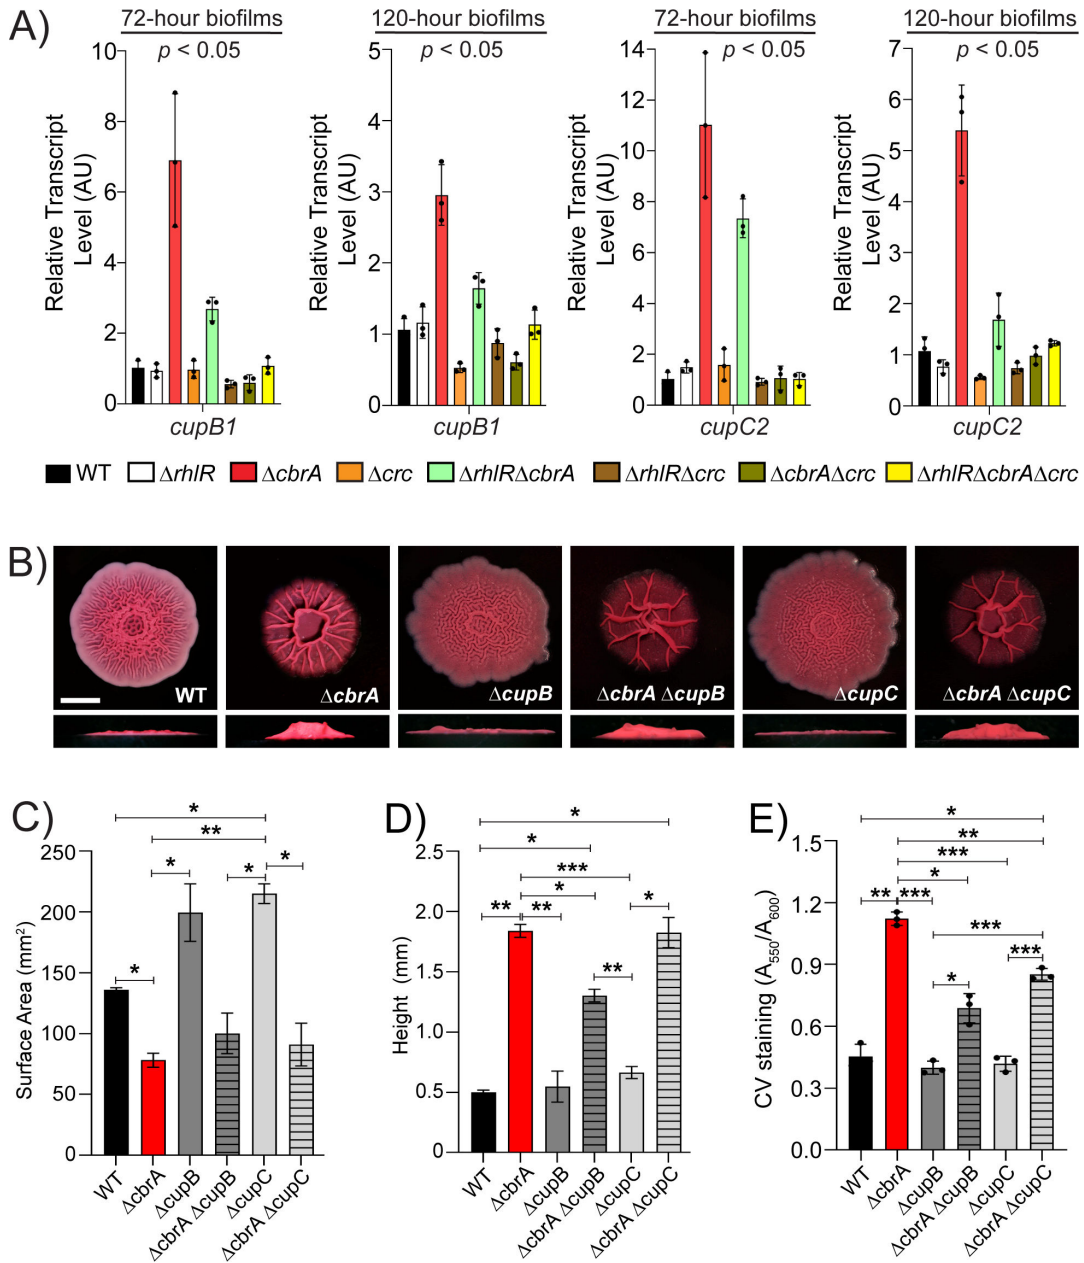 A)
72-hour biofilms
120-hour biofilms
72-hour biofilms
120-hour biofilms
p < 0.05
p < 0.05
p < 0.05
p < 0.05
Relative Transcript
Level (AU)
10
8
6
4
2
0
cupB1
Relative Transcript
Level (AU)
5
4
3
2
1
0
cupB1
Relative Transcript
Level (AU)
14
12
10
8
6
4
2
0
cupC2
Relative Transcript
Level (AU)
7
6
5
4
3
2
1
0
cupC2
WT ΔrhlR ΔcbrA Δcrc ΔrhlRΔcbrA ΔrhlRΔcrc ΔcbrAΔcrc ΔrhlRΔcbrAΔcrc
B)
WT
ΔcbrA
ΔcupB
ΔcbrA ΔcupB
ΔcupC
ΔcbrA ΔcupC
C)
Surface Area (mm²)
250
200
150
100
50
0
*
**
*
*
*
*
WT
ΔcbrA
ΔcupB
ΔcbrA ΔcupB
ΔcupC
ΔcbrA ΔcupC
D)
Height (mm)
2.5
2.0
1.5
1.0
0.5
0
*
*
***
*
**
**
*
**
WT
ΔcbrA
ΔcupB
ΔcbrA ΔcupB
ΔcupC
ΔcbrA ΔcupC
E)
CV staining (A550/A600)
1.5
1.2
0.9
0.6
0.3
0.0
*
**
***
*
**
***
***
***
*
WT
ΔcbrA
ΔcupB
ΔcbrA ΔcupB
ΔcupC
ΔcbrA ΔcupC